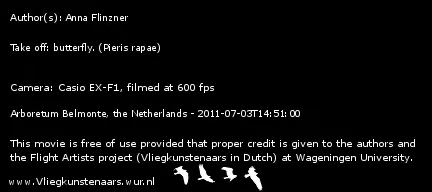 Author(s): Anna Flinzner
Take off: butterfly. (Pieris rapae)
Camera: Casio EX-F1, filmed at 600 fps
Arboretum Belmonte, the Netherlands - 2011-07-03T14:51:00
This movie is free of use provided that proper credit is given to the authors and
the Flight Artists project (Vliegkunstenaars in Dutch) at Wageningen University.
www.Vliegkunstenaars.wur.nl